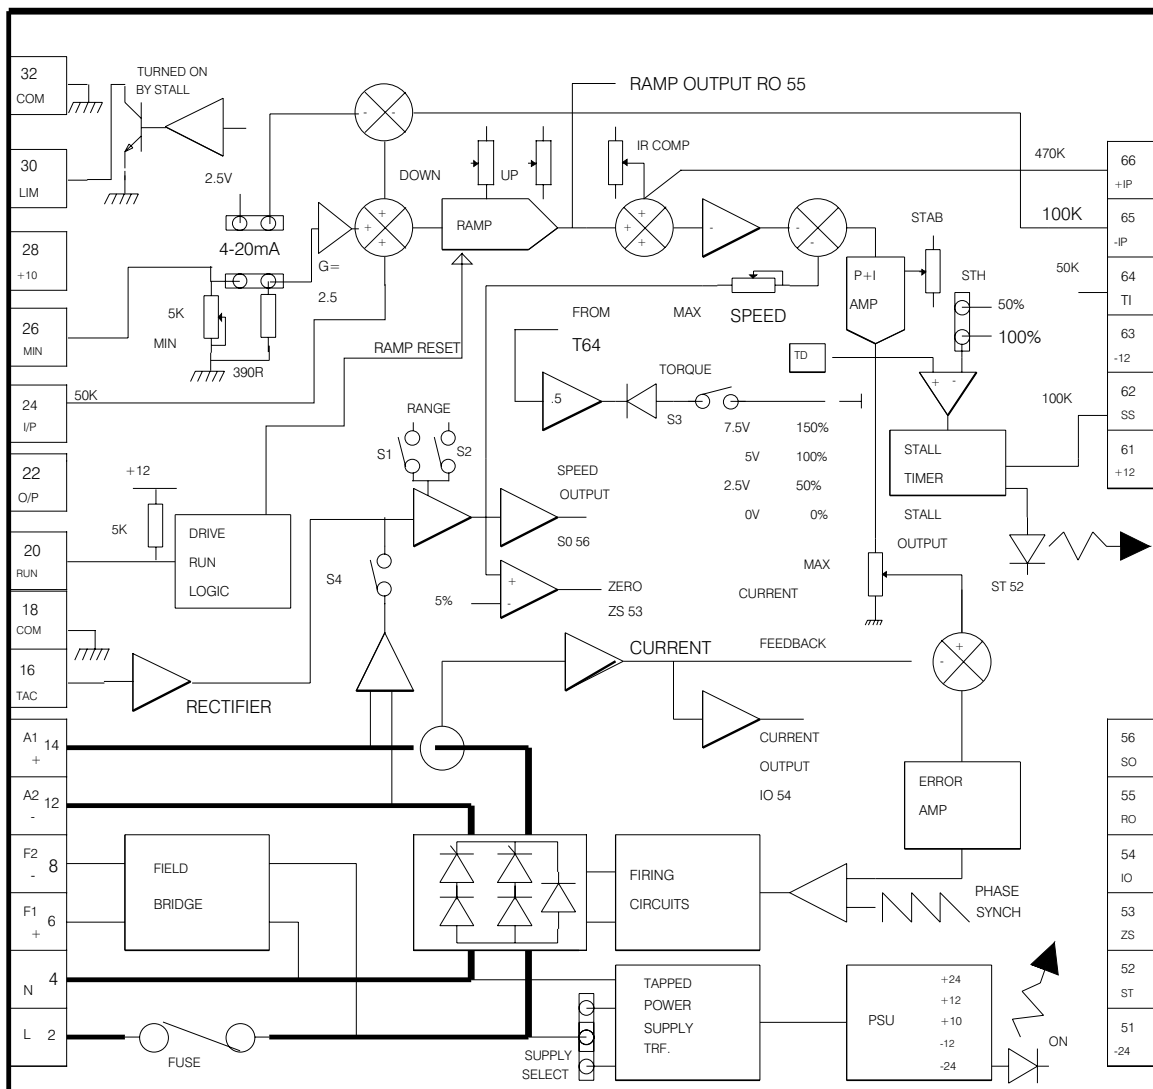 32
COM
30
LIM
28
+10
26
MIN
24
I/P
22
O/P
20
RUN
18
COM
16
TAC
A1 14
+
A2 12
-
F2 8
-
F1 6
+
N 4
L 2
TURNED ON
BY STALL
2.5V
4-20mA
G=
2.5
5K
MIN
390R
50K
+12
5K
DRIVE
RUN
LOGIC
RECTIFIER
- -
+
+ +
+
DOWN
UP
RAMP
RAMP RESET
RAMP OUTPUT RO 55
IR COMP
+
+ +
-
-
-
MAX
SPEED
FROM
T64
.5
TORQUE
S3
7.5V 150%
5V 100%
2.5V 50%
0V 0%
RANGE
S1
S2
S4
SPEED
OUTPUT
S0 56
+
-
5%
ZERO
ZS 53
P+I
AMP
STAB
STH
50%
100%
TD
+ -
STALL
TIMER
STALL
OUTPUT
ST 52
MAX
CURRENT
CURRENT
FEEDBACK
+
-
CURRENT
OUTPUT
IO 54
ERROR
AMP
FIELD
BRIDGE
FIRING
CIRCUITS
PHASE
SYNCH
FUSE
SUPPLY
SELECT
TAPPED
POWER
SUPPLY
TRF.
PSU
+24
+12
+10
-12
-24
ON
470K
100K
50K
100K
66
+IP
65
-IP
64
TI
63
-12
62
SS
61
+12
56
SO
55
RO
54
IO
53
ZS
52
ST
51
-24